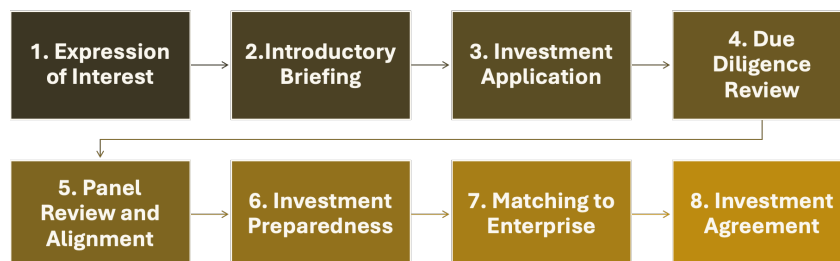 1. Expression
of Interest
2.Introductory
Briefing
3. Investment
Application
4. Due
Diligence
Review
5. Panel
Review and
Alignment
6. Investment
Preparedness
7. Matching to
Enterprise
8. Investment
Agreement